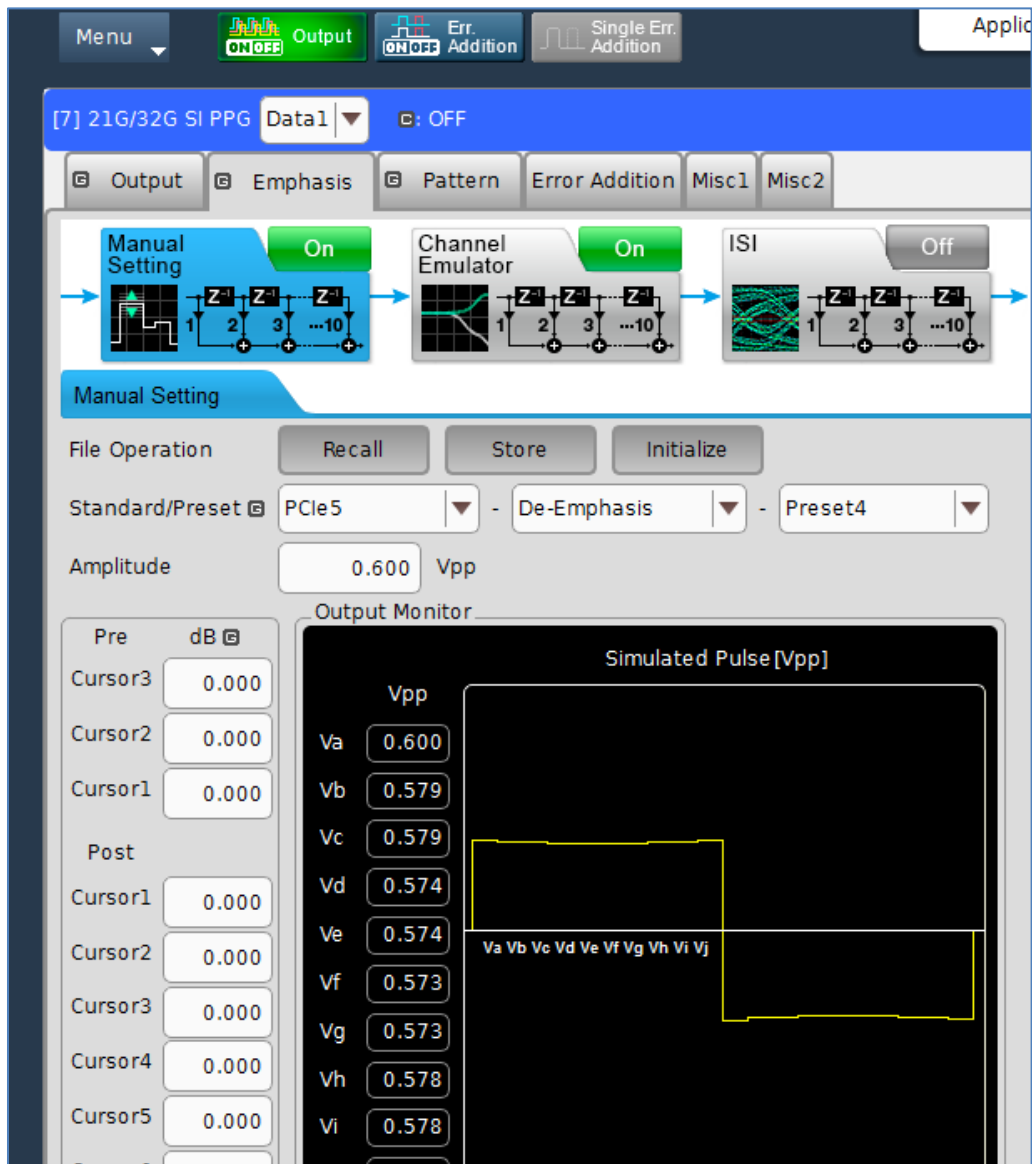 Menu
ON OFF Output
ON OFF Err. Addition
Single Err. Addition
Applic
[7] 21G/32G SI PPG Data1 C: OFF
G Output
G Emphasis
G Pattern
Error Addition
Misc1
Misc2
Manual Setting On
Z-1 Z-1 Z-1
1 2 3 ...10
Channel Emulator On
Z-1 Z-1 Z-1
1 2 3 ...10
ISI Off
Z-1 Z-1 Z-1
1 2 3 ...10
Manual Setting
File Operation Recall Store Initialize
Standard/Preset G PCIe5 - De-Emphasis - Preset4
Amplitude 0.600 Vpp
Pre dB G
Cursor3 0.000
Cursor2 0.000
Cursor1 0.000
Post
Cursor1 0.000
Cursor2 0.000
Cursor3 0.000
Cursor4 0.000
Cursor5 0.000
Output Monitor
Simulated Pulse[Vpp]
Vpp
Va 0.600
Vb 0.579
Vc 0.579
Vd 0.574
Ve 0.574
Vf 0.573
Vg 0.573
Vh 0.578
Vi 0.578
Va Vb Vc Vd Ve Vf Vg Vh Vi Vj